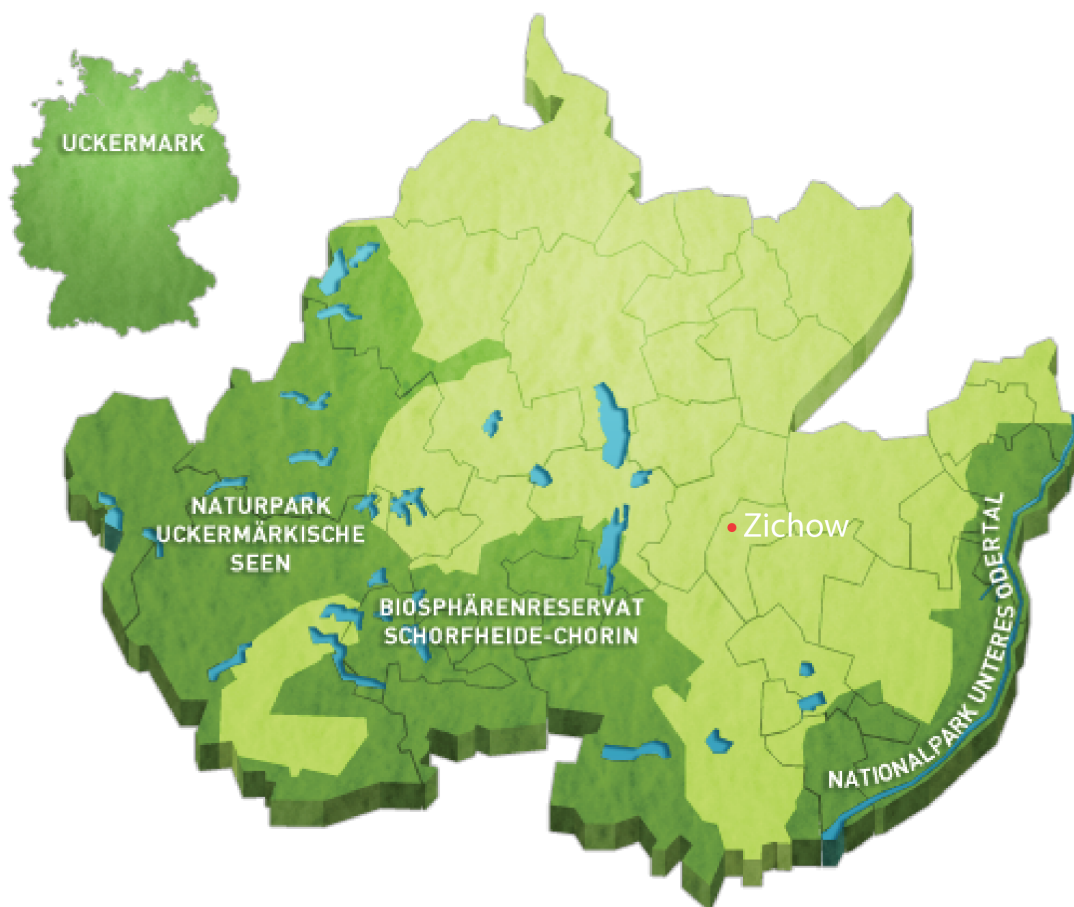 UCKERMARK
NATURPARK
UCKERMÄRKISCHE
SEEN
BIOSPHÄRENRESERVAT
SCHORFHEIDE-CHORIN
Zichow
NATIONALPARK UNTERES ODERTAL